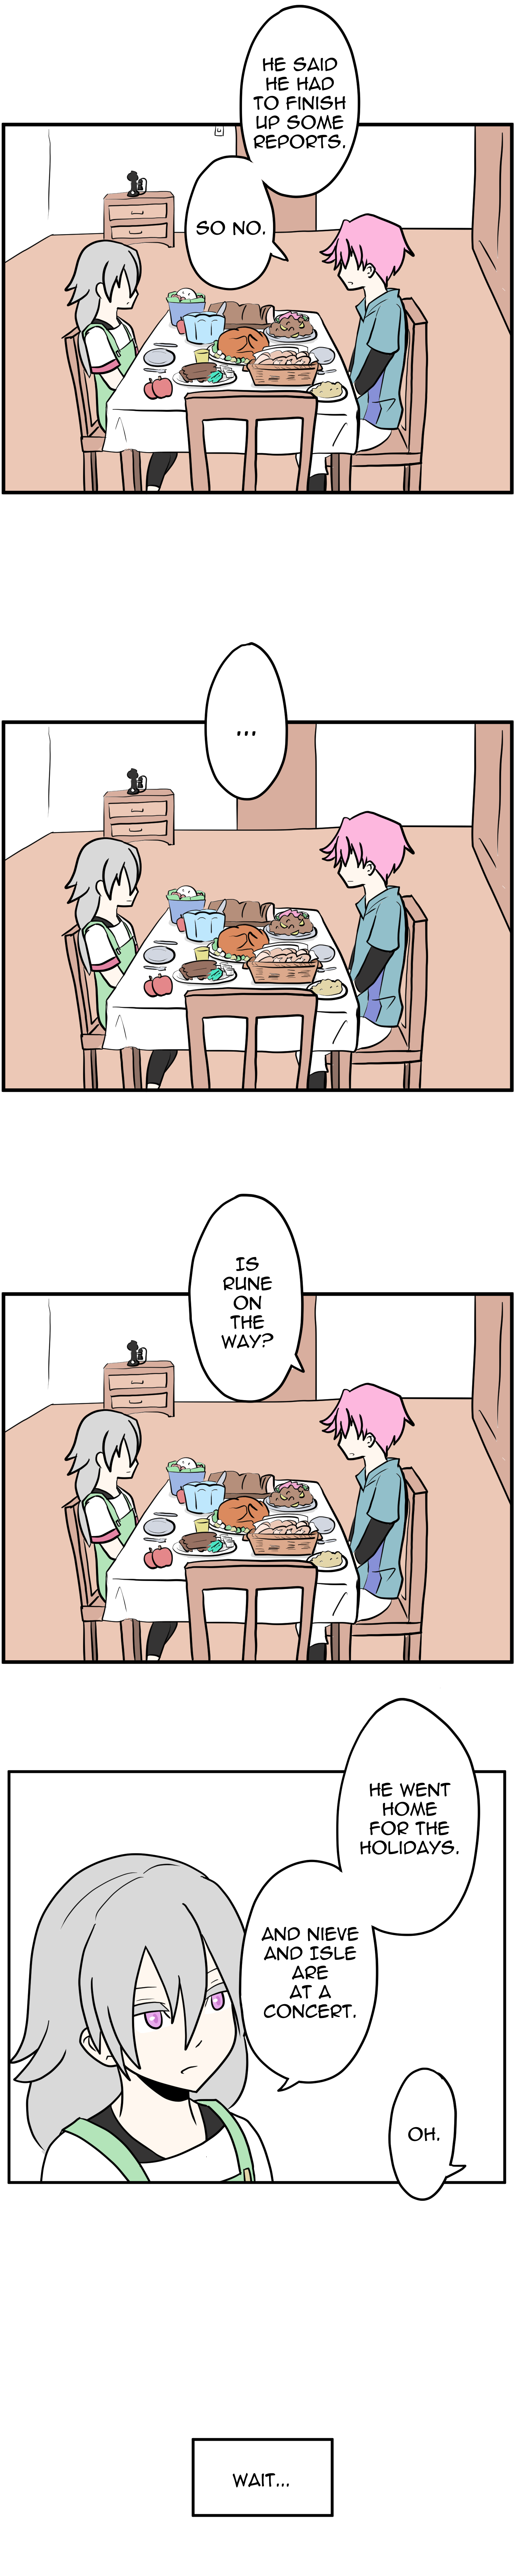 HE SAID
HE HAD
TO FINISH
UP SOME
REPORTS.
SO NO.
...
IS
RUNE
ON
THE
WAY?
HE WENT
HOME
FOR THE
HOLIDAYS.
AND NIEVE
AND ISLE
ARE
AT A
CONCERT.
OH.
WAIT...